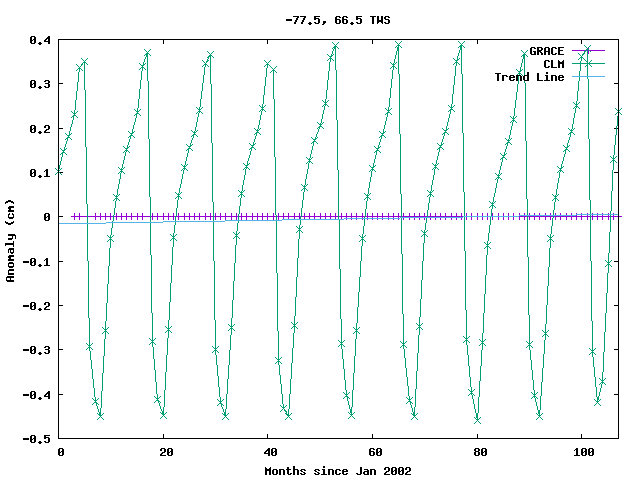 -77.5, 66.5 TWS
GRACE
CLM
Trend Line
0.4
0.3
0.2
0.1
0
-0.1
-0.2
-0.3
-0.4
-0.5
Anomaly (cm)
0 20 40 60 80 100
Months since Jan 2002